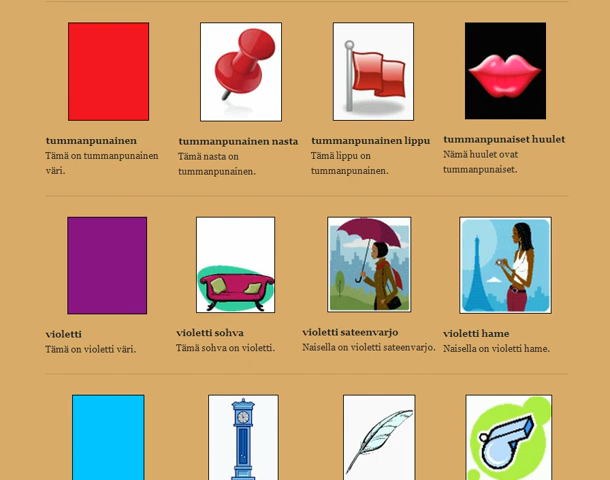 tummanpunainen
Tämä on tummanpunainen
väri.
tummanpunainen nasta
Tämä nasta on
tummanpunainen.
tummanpunainen lippu
Tämä lippu on
tummanpunainen.
tummanpunaiset huulet
Nämä huulet ovat
tummanpunaiset.
violetti
Tämä on violetti väri.
violetti sohva
Tämä sohva on violetti.
violetti sateenvarjo
Naisella on violetti sateenvarjo.
violetti hame
Naisella on violetti hame.